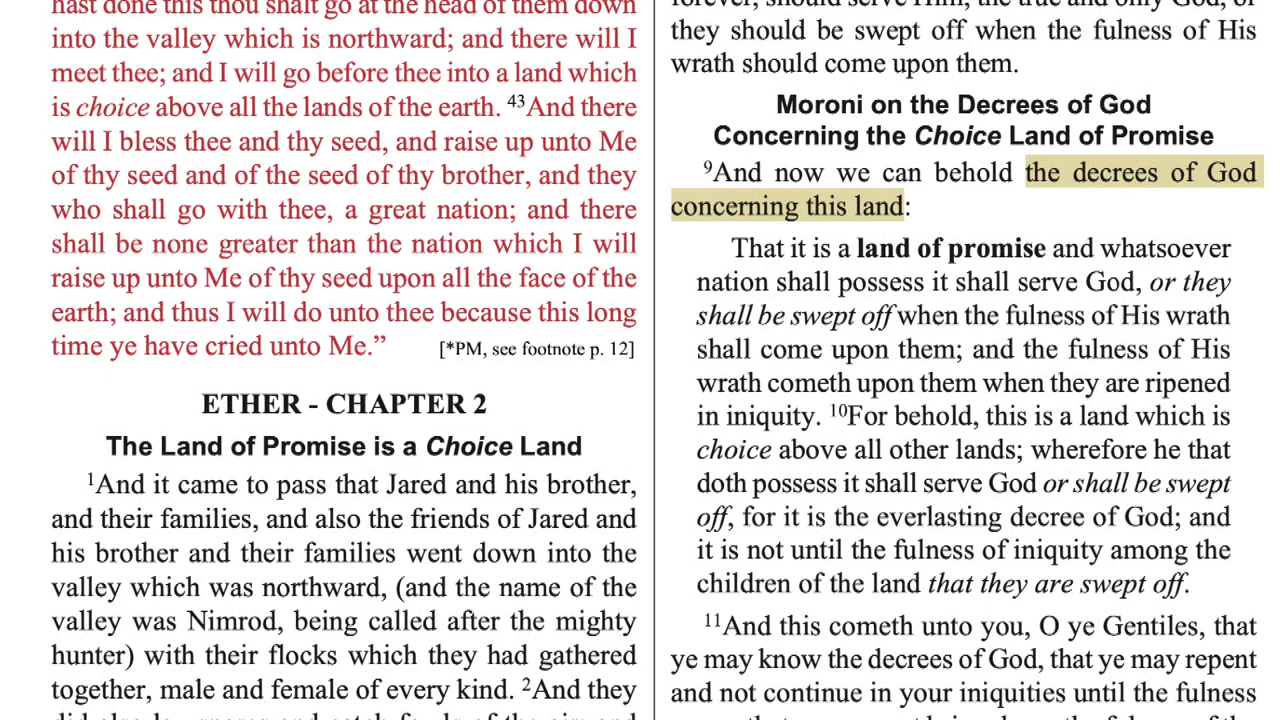 hast done this thou shalt go at the head of them down
into the valley which is northward; and there will I
meet thee; and I will go before thee into a land which
is choice above all the lands of the earth. 43And there
will I bless thee and thy seed, and raise up unto Me
of thy seed and of the seed of thy brother, and they
who shall go with thee, a great nation; and there
shall be none greater than the nation which I will
raise up unto Me of thy seed upon all the face of the
earth; and thus I will do unto thee because this long
time ye have cried unto Me.” [*PM, see footnote p. 12]
ETHER - CHAPTER 2
The Land of Promise is a Choice Land
1And it came to pass that Jared and his brother,
and their families, and also the friends of Jared and
his brother and their families went down into the
valley which was northward, (and the name of the
valley was Nimrod, being called after the mighty
hunter) with their flocks which they had gathered
together, male and female of every kind. 2And they
forever, should serve Him, the true and only God, or
they should be swept off when the fulness of His
wrath should come upon them.
Moroni on the Decrees of God
Concerning the Choice Land of Promise
9And now we can behold the decrees of God
concerning this land:
That it is a land of promise and whatsoever
nation shall possess it shall serve God, or they
shall be swept off when the fulness of His wrath
shall come upon them; and the fulness of His
wrath cometh upon them when they are ripened
in iniquity. 10For behold, this is a land which is
choice above all other lands; wherefore he that
doth possess it shall serve God or shall be swept
off, for it is the everlasting decree of God; and
it is not until the fulness of iniquity among the
children of the land that they are swept off.
11And this cometh unto you, O ye Gentiles, that
ye may know the decrees of God, that ye may repent
and not continue in your iniquities until the fulness